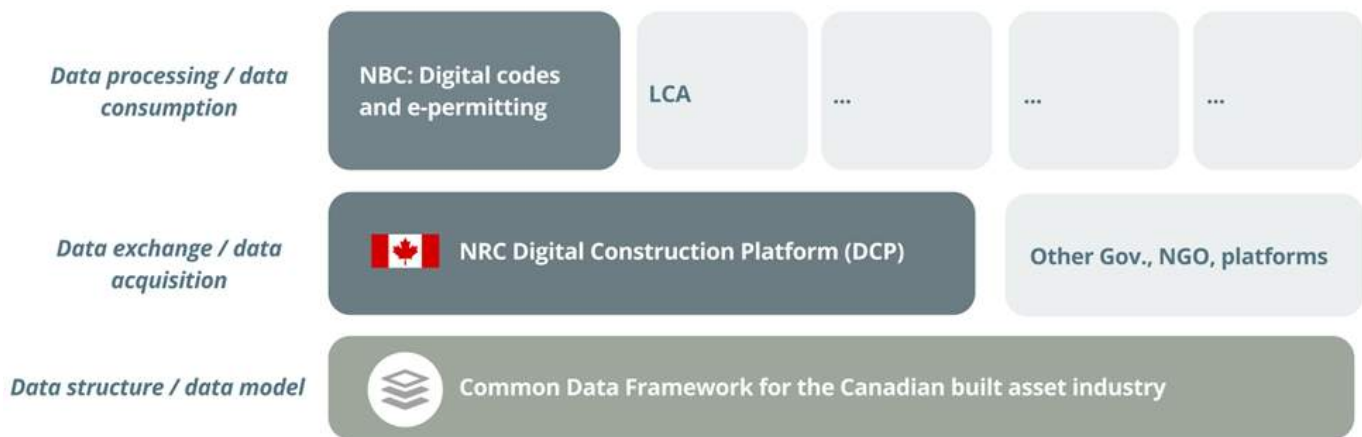 Data processing / data
consumption
NBC: Digital codes
and e-permitting
LCA
...
...
...
Data exchange / data
acquisition
NRC Digital Construction Platform (DCP)
Other Gov., NGO, platforms
Data structure / data model
Common Data Framework for the Canadian built asset industry